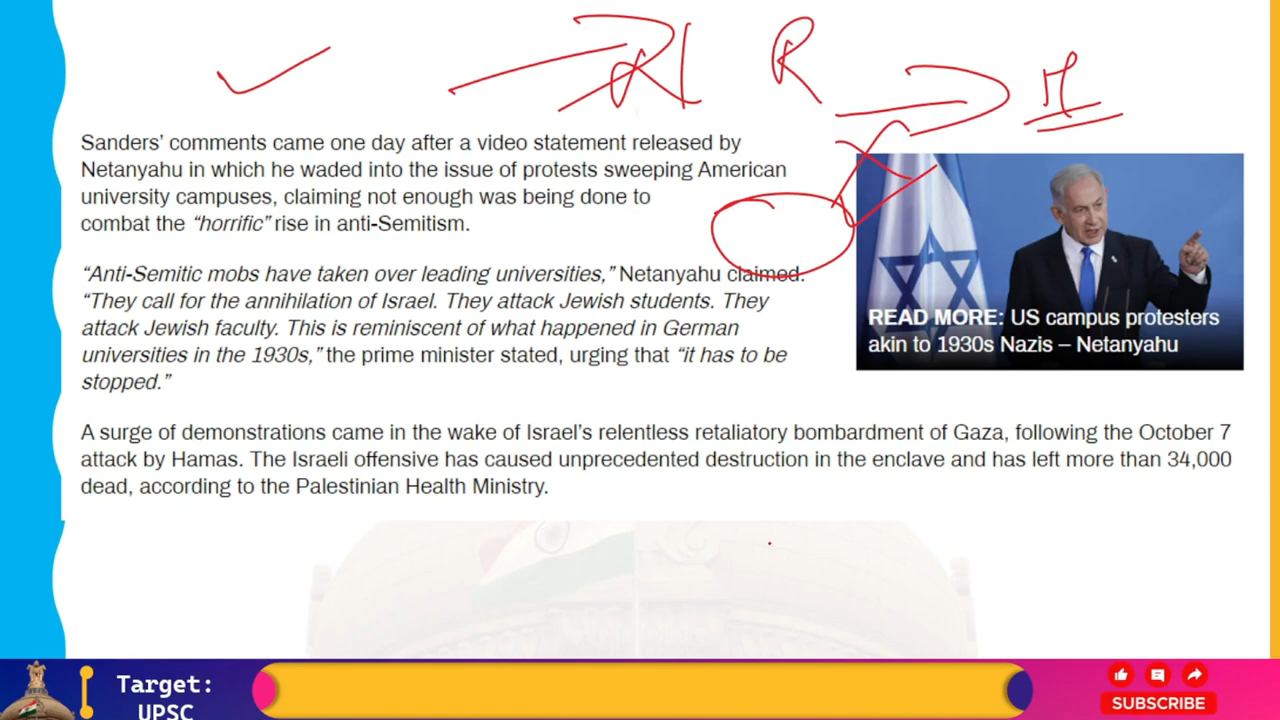 R
Sanders' comments came one day after a video statement released by
Netanyahu in which he waded into the issue of protests sweeping American
university campuses, claiming not enough was being done to
combat the "horrific" rise in anti-Semitism.
"Anti-Semitic mobs have taken over leading universities," Netanyahu claimed.
"They call for the annihilation of Israel. They attack Jewish students. They
attack Jewish faculty. This is reminiscent of what happened in German
universities in the 1930s," the prime minister stated, urging that "it has to be
stopped."
READ MORE: US campus protesters
akin to 1930s Nazis – Netanyahu
A surge of demonstrations came in the wake of Israel's relentless retaliatory bombardment of Gaza, following the October 7
attack by Hamas. The Israeli offensive has caused unprecedented destruction in the enclave and has left more than 34,000
dead, according to the Palestinian Health Ministry.
Target:
UPSC
SUBSCRIBE